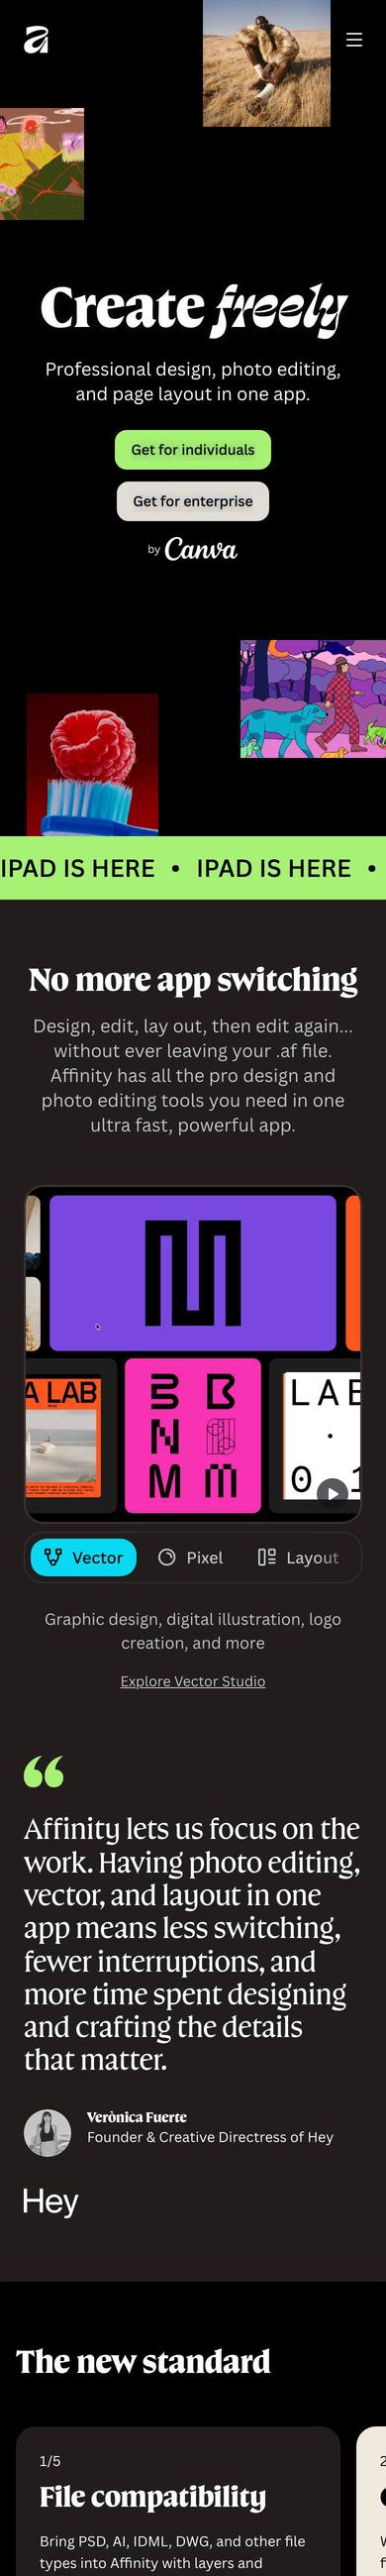 Create freely
Professional design, photo editing,
and page layout in one app.
Get for individuals
Get for enterprise
by Canva
IPAD IS HERE • IPAD IS HERE •
No more app switching
Design, edit, lay out, then edit again...
without ever leaving your .af file.
Affinity has all the pro design and
photo editing tools you need in one
ultra fast, powerful app.
M
A LAB
LAB
0 1
Vector
Pixel
Layout
Graphic design, digital illustration, logo
creation, and more
Explore Vector Studio
“
Affinity lets us focus on the
work. Having photo editing,
vector, and layout in one
app means less switching,
fewer interruptions, and
more time spent designing
and crafting the details
that matter.
Verònica Fuerte
Founder & Creative Directress of Hey
Hey
The new standard
1/5
File compatibility
Bring PSD, AI, IDML, DWG, and other file
types into Affinity with layers and